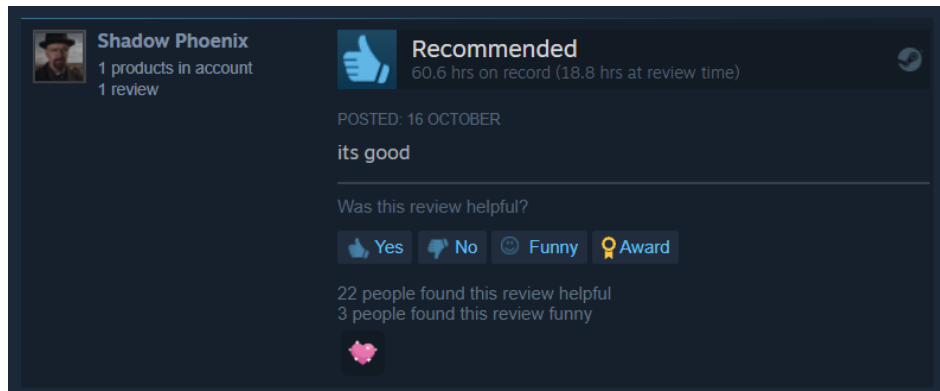 Shadow Phoenix
1 products in account
1 review
Recommended
60.6 hrs on record (18.8 hrs at review time)
POSTED: 16 OCTOBER
its good
Was this review helpful?
Yes No Funny Award
22 people found this review helpful
3 people found this review funny